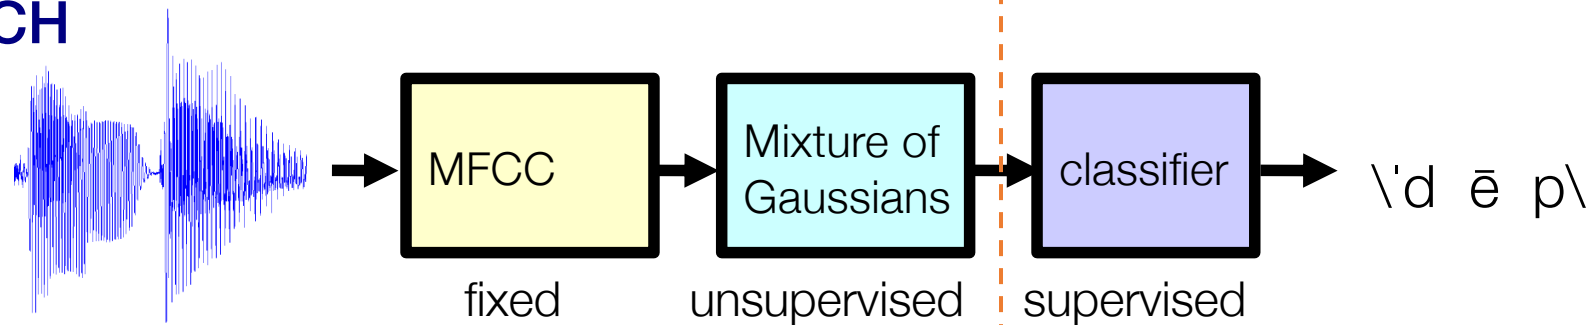 CH
MFCC
Mixture of
Gaussians
classifier
\'d ē p\
fixed
unsupervised
supervised